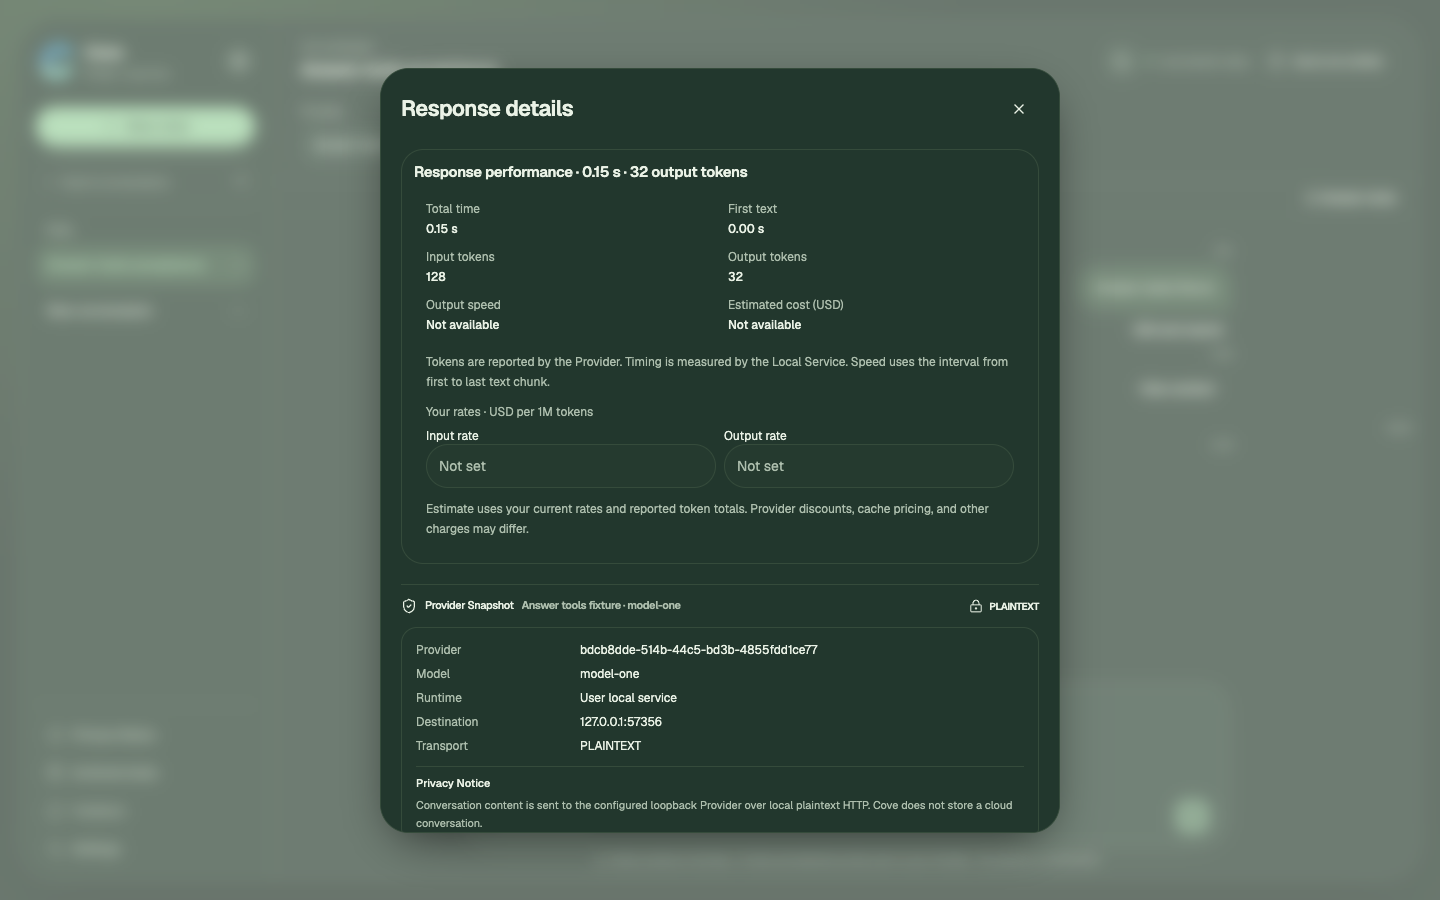 Response details
Response performance · 0.15 s · 32 output tokens
Total time
First text
0.15 s
0.00 s
Input tokens
Output tokens
128
32
Output speed
Estimated cost (USD)
Not available
Not available
Tokens are reported by the Provider. Timing is measured by the Local Service. Speed uses the interval from
first to last text chunk.
Your rates · USD per 1M tokens
Input rate
Output rate
Not set
Not set
Estimate uses your current rates and reported token totals. Provider discounts, cache pricing, and other
charges may differ.
Provider Snapshot Answer tools fixture · model-one
PLAINTEXT
Provider bdcb8dde-514b-44c5-bd3b-4855fdd1ce77
Model model-one
Runtime User local service
Destination 127.0.0.1:57356
Transport PLAINTEXT
Privacy Notice
Conversation content is sent to the configured loopback Provider over local plaintext HTTP. Cove does not store a cloud
conversation.